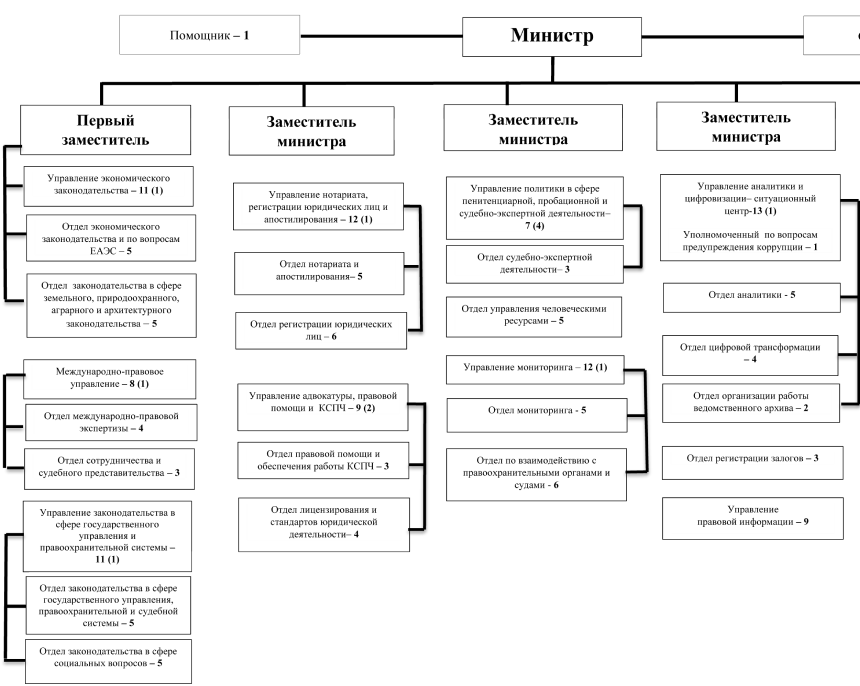 Помощник – 1
Министр
Первый
заместитель
Управление экономического
законодательства – 11 (1)
Отдел экономического
законодательства и по вопросам
ЕАЭС – 5
Отдел законодательства в сфере
земельного, природоохранного,
аграрного и архитектурного
законодательства – 5
Международно-правовое
управление – 8 (1)
Отдел международно-правовой
экспертизы – 4
Отдел сотрудничества и
судебного представительства – 3
Управление законодательства в
сфере государственного
управления и
правоохранительной системы –
11 (1)
Отдел законодательства в сфере
государственного управления,
правоохранительной и судебной
системы – 5
Отдел законодательства в сфере
социальных вопросов – 5
Заместитель
министра
Управление нотариата,
регистрации юридических лиц и
апостилирования – 12 (1)
Отдел нотариата и
апостилирования– 5
Отдел регистрации юридических
лиц – 6
Управление адвокатуры, правовой
помощи и КСПЧ – 9 (2)
Отдел правовой помощи и
обеспечения работы КСПЧ – 3
Отдел лицензирования и
стандартов юридической
деятельности– 4
Заместитель
министра
Управление политики в сфере
пенитенциарной, пробационной и
судебно-экспертной деятельности–
7 (4)
Отдел судебно-экспертной
деятельности– 3
Отдел управления человеческими
ресурсами – 5
Управление мониторинга – 12 (1)
Отдел мониторинга - 5
Отдел по взаимодействию с
правоохранительными органами и
судами - 6
Заместитель
министра
Управление аналитики и
цифровизации– ситуационный
центр-13 (1)
Уполномоченный по вопросам
предупреждения коррупции – 1
Отдел аналитики - 5
Отдел цифровой трансформации
– 4
Отдел организации работы
ведомственного архива – 2
Отдел регистрации залогов – 3
Управление
правовой информации – 9